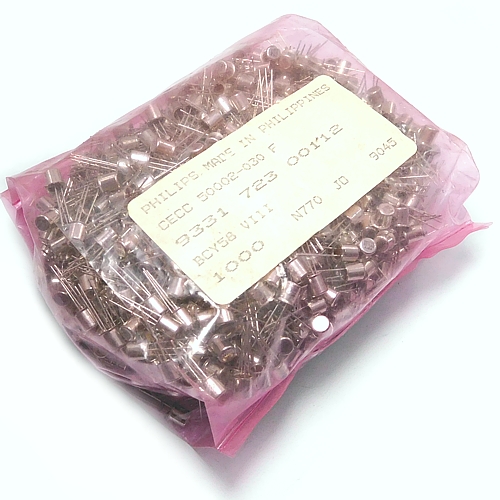 PHILIPS MADE IN PHILIPPINES
CECC 50002-030 F
9331 723 00112 9045
BCY58 VIII N770 JD
1000